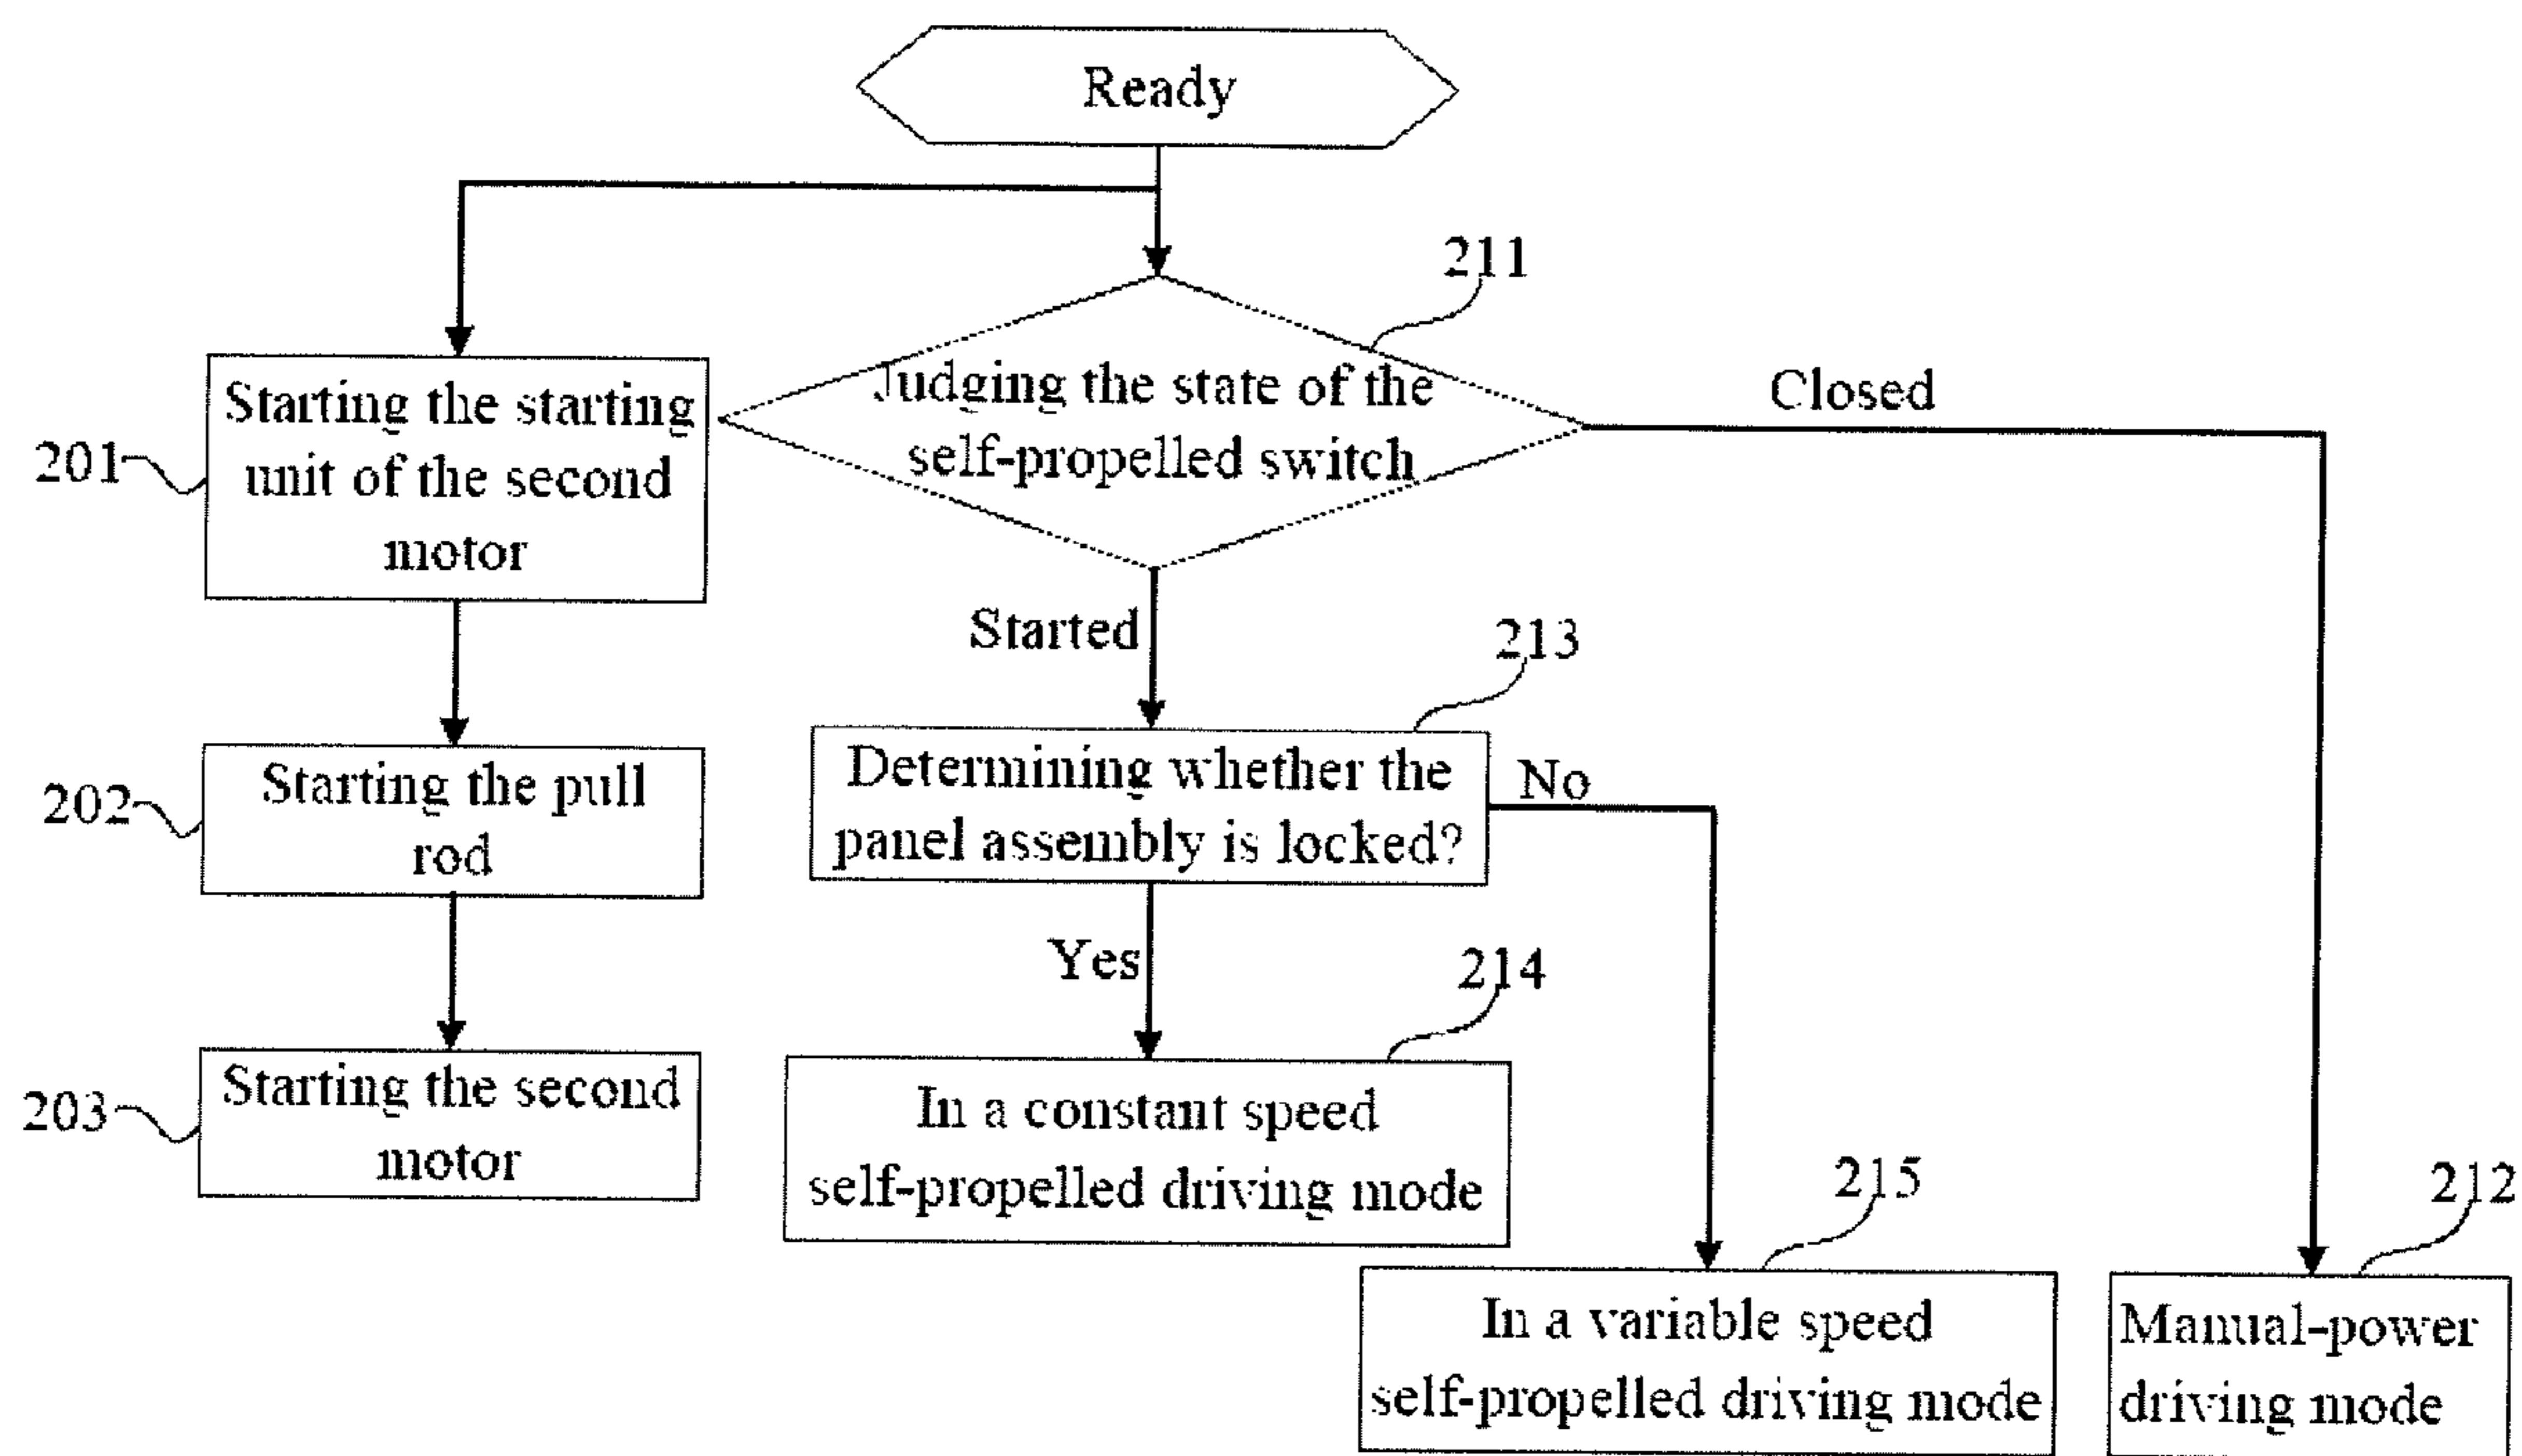 Ready
211
Judging the state of the
self-propelled switch
Closed
201
Starting the starting
unit of the second
motor
Started
213
Determining whether the
panel assembly is locked?
No
202
Starting the pull
rod
Yes
214
203
Starting the second
motor
In a constant speed
self-propelled driving mode
215
In a variable speed
self-propelled driving mode
212
Manual-power
driving mode